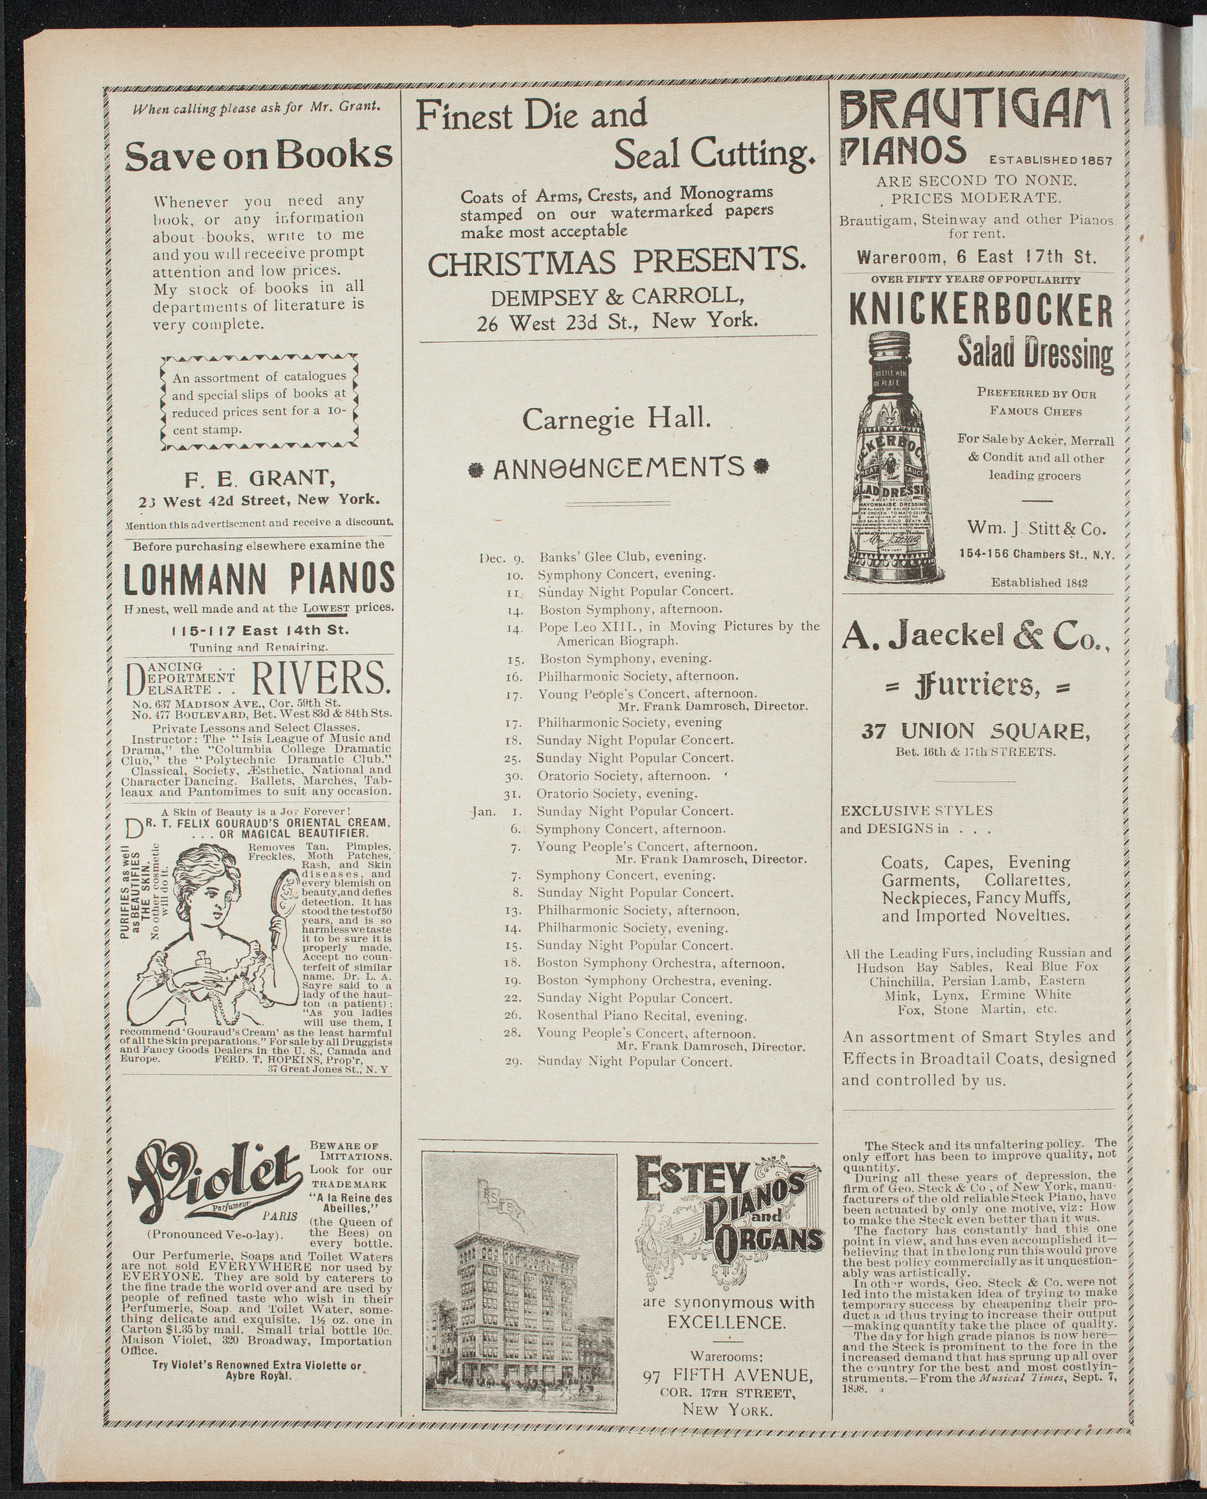 When calling please ask for Mr. Grant.
Save on Books
Whenever you need any
book, or any information
about books, write to me
and you will receeive prompt
attention and low prices.
My stock of books in all
departments of literature is
very complete.
An assortment of catalogues
and special slips of books at
reduced prices sent for a 10-
cent stamp.
F. E. GRANT,
23 West 42d Street, New York.
Mention this advertisement and receive a discount.
Before purchasing elsewhere examine the
LOHMANN PIANOS
Honest, well made and at the LOWEST prices.
115-117 East 14th St.
Tuning and Repairing.
DANCING . .
DEPORTMENT
DELSARTE . .
RIVERS.
No. 637 MADISON AVE., Cor. 59th St.
No. 477 BOULEVARD, Bet. West 83d & 84th Sts.
Private Lessons and Select Classes.
Instructor: The "Isis League of Music and
Drama," the "Columbia College Dramatic
Club," the "Polytechnic Dramatic Club."
Classical, Society, Æsthetic, National and
Character Dancing. Ballets, Marches, Tab-
leaux and Pantomimes to suit any occasion.
A Skin of Beauty is a Joy Forever!
DR. T. FELIX GOURAUD'S ORIENTAL CREAM,
. . . OR MAGICAL BEAUTIFIER.
PURIFIES as well
as BEAUTIFIES
THE SKIN.
No other cosmetic
will do it.
Removes Tan, Pimples,
Freckles, Moth Patches,
Rash, and Skin
diseases, and
every blemish on
beauty, and defies
detection. It has
stood the test of 50
years, and is so
harmless we taste
it to be sure it is
properly made.
Accept no coun-
terfeit of similar
name. Dr. L. A.
Sayre said to a
lady of the haut-
ton (a patient):
"As you ladies
will use them, I
recommend 'Gouraud's Cream' as the least harmful
of all the Skin preparations." For sale by all Druggists
and Fancy Goods Dealers in the U. S., Canada and
Europe. FERD. T. HOPKINS, Prop'r,
37 Great Jones St., N. Y
Violet
Parfumeur
PARIS
(Pronounced Ve-o-lay).
BEWARE OF
IMITATIONS.
Look for our
TRADEMARK
"A la Reine des
Abeilles,"
(the Queen of
the Bees) on
every bottle.
Our Perfumerie, Soaps and Toilet Waters
are not sold EVERYWHERE nor used by
EVERYONE. They are sold by caterers to
the fine trade the world over and are used by
people of refined taste who wish in their
Perfumerie, Soap and Toilet Water, some-
thing delicate and exquisite. 1½ oz. one in
Carton $1.35 by mail. Small trial bottle 10c.
Maison Violet, 320 Broadway, Importation
Office.
Try Violet's Renowned Extra Violette or
Aybre Royal.
Finest Die and
Seal Cutting.
Coats of Arms, Crests, and Monograms
stamped on our watermarked papers
make most acceptable
CHRISTMAS PRESENTS.
DEMPSEY & CARROLL,
26 West 23d St., New York.
Carnegie Hall.
ANNOUNCEMENTS
Dec. 9. Banks' Glee Club, evening.
10. Symphony Concert, evening.
11. Sunday Night Popular Concert.
14. Boston Symphony, afternoon.
14. Pope Leo XIII., in Moving Pictures by the
American Biograph.
15. Boston Symphony, evening.
16. Philharmonic Society, afternoon.
17. Young People's Concert, afternoon.
Mr. Frank Damrosch, Director.
17. Philharmonic Society, evening
18. Sunday Night Popular Concert.
25. Sunday Night Popular Concert.
30. Oratorio Society, afternoon.
31. Oratorio Society, evening.
Jan. 1. Sunday Night Popular Concert.
6. Symphony Concert, afternoon.
7. Young People's Concert, afternoon.
Mr. Frank Damrosch, Director.
7. Symphony Concert, evening.
8. Sunday Night Popular Concert.
13. Philharmonic Society, afternoon.
14. Philharmonic Society, evening.
15. Sunday Night Popular Concert.
18. Boston Symphony Orchestra, afternoon.
19. Boston Symphony Orchestra, evening.
22. Sunday Night Popular Concert.
26. Rosenthal Piano Recital, evening.
28. Young People's Concert, afternoon.
Mr. Frank Damrosch, Director.
29. Sunday Night Popular Concert.
ESTEY
ESTEY
PIANOS
and
ORGANS
are synonymous with
EXCELLENCE.
Warerooms:
97 FIFTH AVENUE,
COR. 17TH STREET,
NEW YORK.
BRAUTIGAM
PIANOS ESTABLISHED 1857
ARE SECOND TO NONE.
PRICES MODERATE.
Brautigam, Steinway and other Pianos
for rent.
Wareroom, 6 East 17th St.
OVER FIFTY YEARS OF POPULARITY
KNICKERBOCKER
Salad Dressing
PREFERRED BY OUR
FAMOUS CHEFS
For Sale by Acker, Merrall
& Condit and all other
leading grocers
Wm. J. Stitt & Co.
154-156 Chambers St., N.Y.
Established 1842
A. Jaeckel & Co.,
= Furriers, =
37 UNION SQUARE,
Bet. 16th & 17th STREETS.
EXCLUSIVE STYLES
and DESIGNS in . . .
Coats, Capes, Evening
Garments, Collarettes,
Neckpieces, Fancy Muffs,
and Imported Novelties.
All the Leading Furs, including Russian and
Hudson Bay Sables, Real Blue Fox
Chinchilla, Persian Lamb, Eastern
Mink, Lynx, Ermine White
Fox, Stone Martin, etc.
An assortment of Smart Styles and
Effects in Broadtail Coats, designed
and controlled by us.
The Steck and its unfaltering policy. The
only effort has been to improve quality, not
quantity.
During all these years of depression, the
firm of Geo. Steck & Co., of New York, manu-
facturers of the old reliable Steck Piano, have
been actuated by only one motive, viz: How
to make the Steck even better than it was.
The factory has constantly had this one
point in view, and has even accomplished it—
believing that in the long run this would prove
the best policy commercially as it unquestion-
ably was artistically.
In other words, Geo. Steck & Co. were not
led into the mistaken idea of trying to make
temporary success by cheapening their pro-
duct and thus trying to increase their output
—making quantity take the place of quality.
The day for high grade pianos is now here—
and the Steck is prominent to the fore in the
increased demand that has sprung up all over
the country for the best and most costly in-
struments.—From the Musical Times, Sept. 7,
1898.